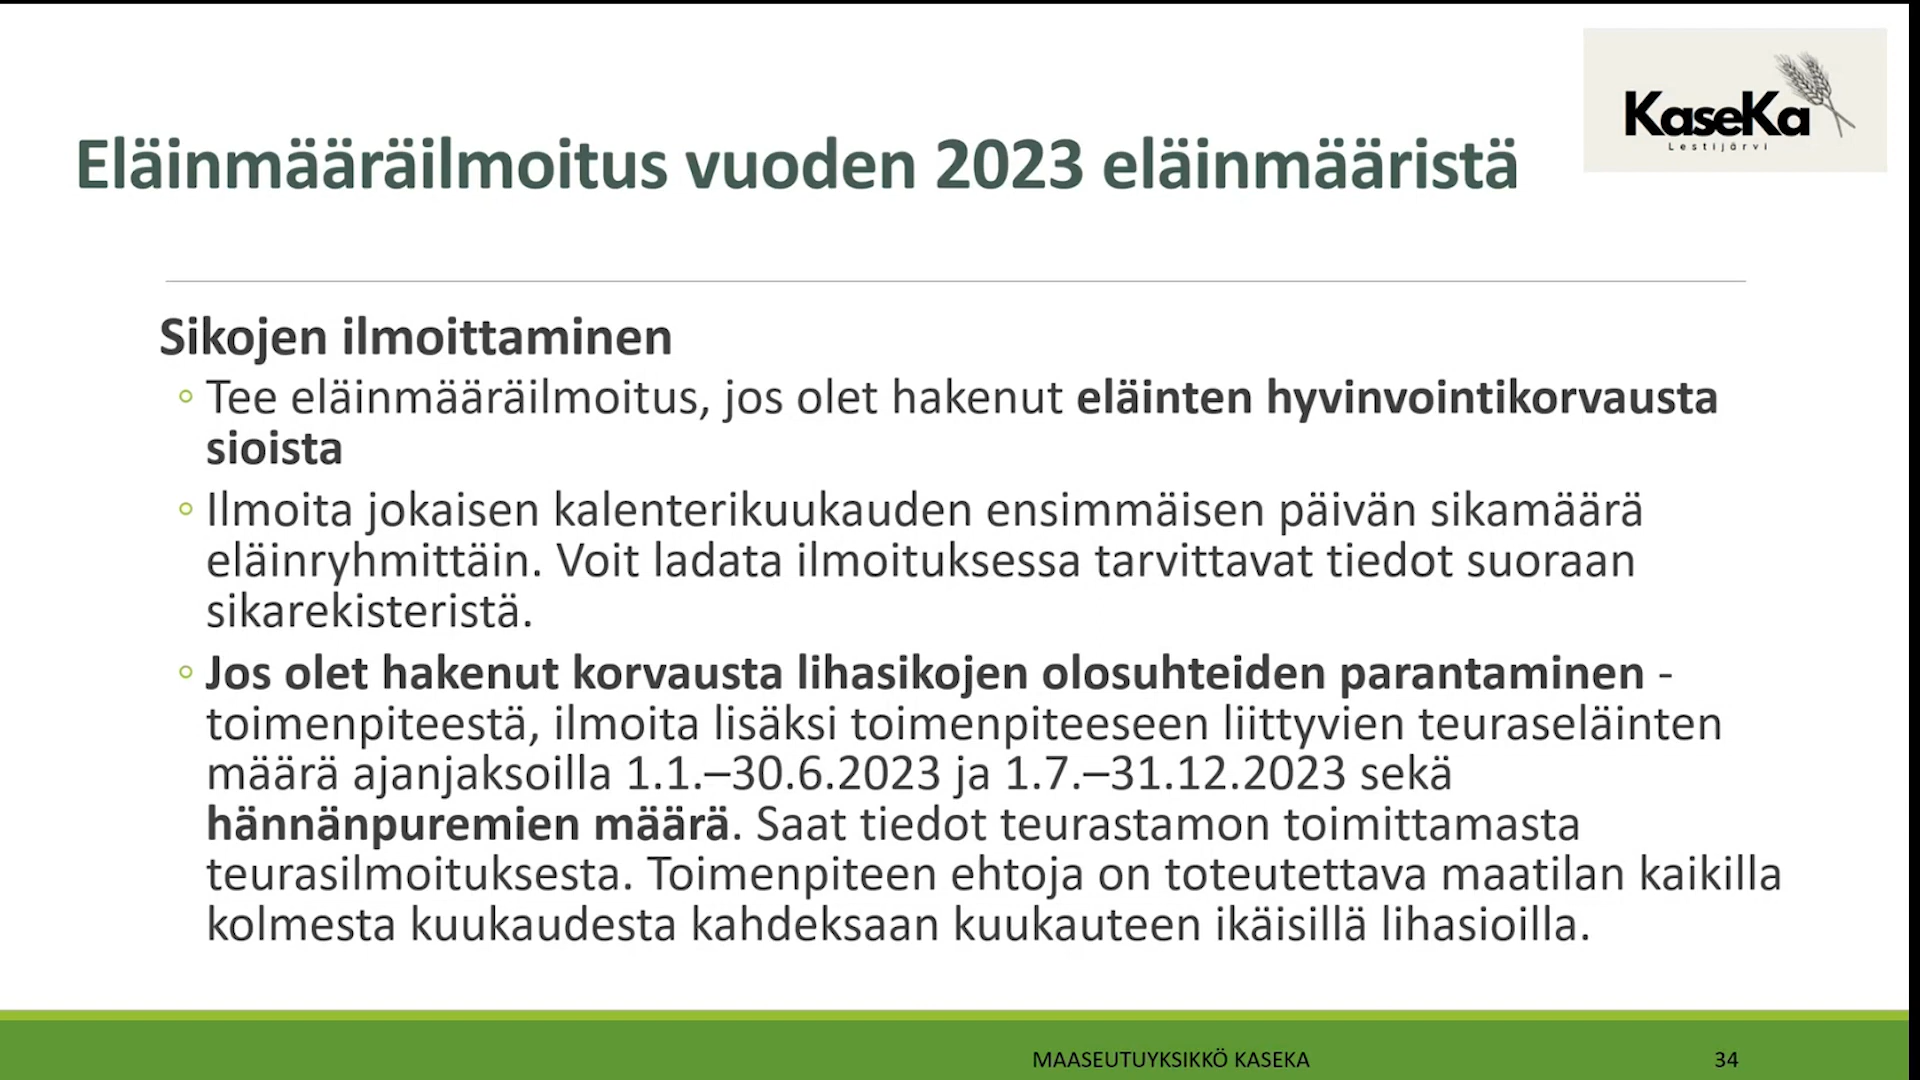 KaseKa
Lestijärvi
Eläinmääräilmoitus vuoden 2023 eläinmääristä
Sikojen ilmoittaminen
◦ Tee eläinmääräilmoitus, jos olet hakenut eläinten hyvinvointikorvausta
sioista
◦ Ilmoita jokaisen kalenterikuukauden ensimmäisen päivän sikamäärä
eläinryhmittäin. Voit ladata ilmoituksessa tarvittavat tiedot suoraan
sikarekisteristä.
◦ Jos olet hakenut korvausta lihasikojen olosuhteiden parantaminen -
toimenpiteestä, ilmoita lisäksi toimenpiteeseen liittyvien teuraseläinten
määrä ajanjaksoilla 1.1.–30.6.2023 ja 1.7.–31.12.2023 sekä
hännänpuremien määrä. Saat tiedot teurastamon toimittamasta
teurasilmoituksesta. Toimenpiteen ehtoja on toteutettava maatilan kaikilla
kolmesta kuukaudesta kahdeksaan kuukauteen ikäisillä lihasioilla.
MAASEUTUYKSIKKÖ KASEKA
34